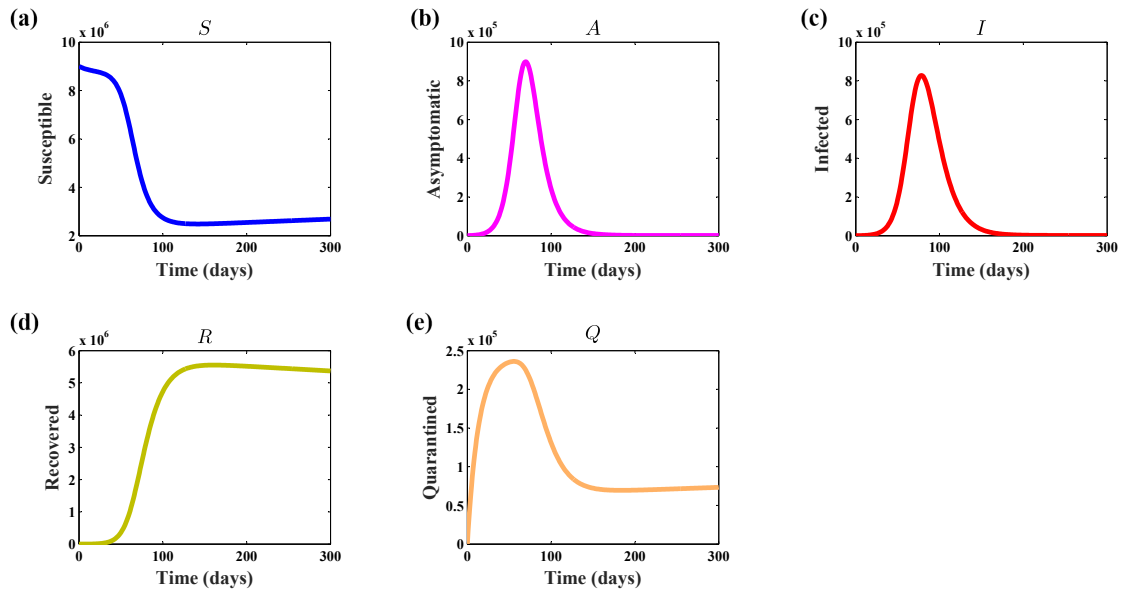 (a)
S
x 10^6
10
8
6
4
2
0 100 200 300
Susceptible
Time (days)
(b)
A
x 10^5
10
8
6
4
2
0
0 100 200 300
Asymptomatic
Time (days)
(c)
I
x 10^5
10
8
6
4
2
0
0 100 200 300
Infected
Time (days)
(d)
R
x 10^6
6
5
4
3
2
1
0
0 100 200 300
Recovered
Time (days)
(e)
Q
x 10^5
2.5
2
1.5
1
0.5
0
0 100 200 300
Quarantined
Time (days)